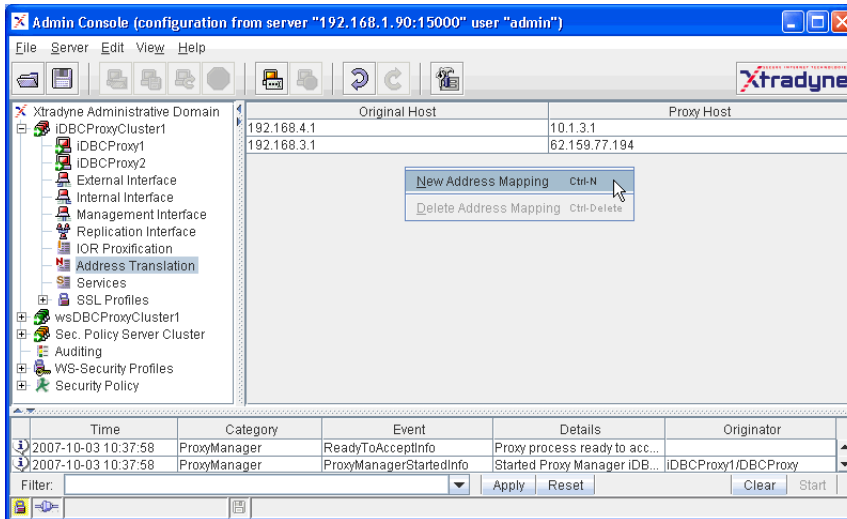 Admin Console (configuration from server "192.168.1.90:15000" user "admin")
File Server Edit View Help
SECURE INTERNET TECHNOLOGIES
Xtradyne
Xtradyne Administrative Domain
iDBCProxyCluster1
iDBCProxy1
iDBCProxy2
External Interface
Internal Interface
Management Interface
Replication Interface
IOR Proxification
Address Translation
Services
SSL Profiles
wsDBCProxyCluster1
Sec. Policy Server Cluster
Auditing
WS-Security Profiles
Security Policy
Original Host Proxy Host
192.168.4.1 10.1.3.1
192.168.3.1 62.159.77.194
New Address Mapping Ctrl-N
Delete Address Mapping Ctrl-Delete
Time Category Event Details Originator
2007-10-03 10:37:58 ProxyManager ReadyToAcceptInfo Proxy process ready to acc...
2007-10-03 10:37:58 ProxyManager ProxyManagerStartedInfo Started Proxy Manager iDB... iDBCProxy1/DBCProxy
Filter: Apply Reset Clear Start